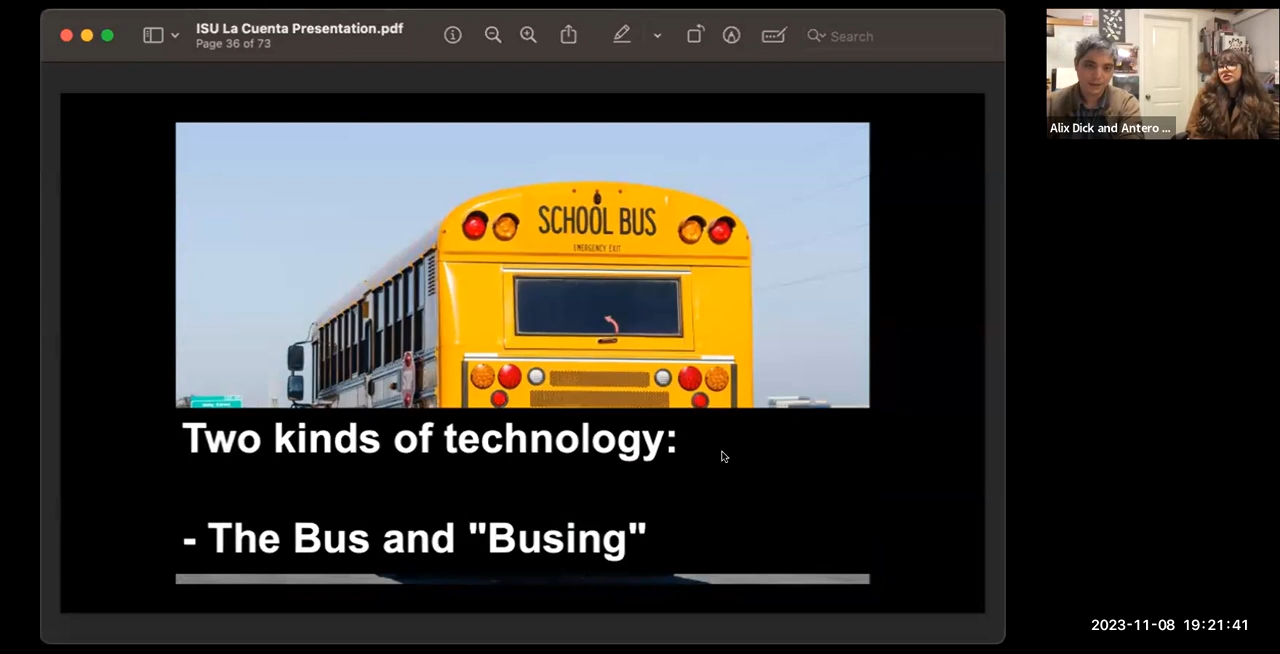 ISU La Cuenta Presentation.pdf
Page 36 of 73
Search
Alix Dick and Antero ...
SCHOOL BUS
EMERGENCY EXIT
Two kinds of technology:
- The Bus and "Busing"
2023-11-08 19:21:41